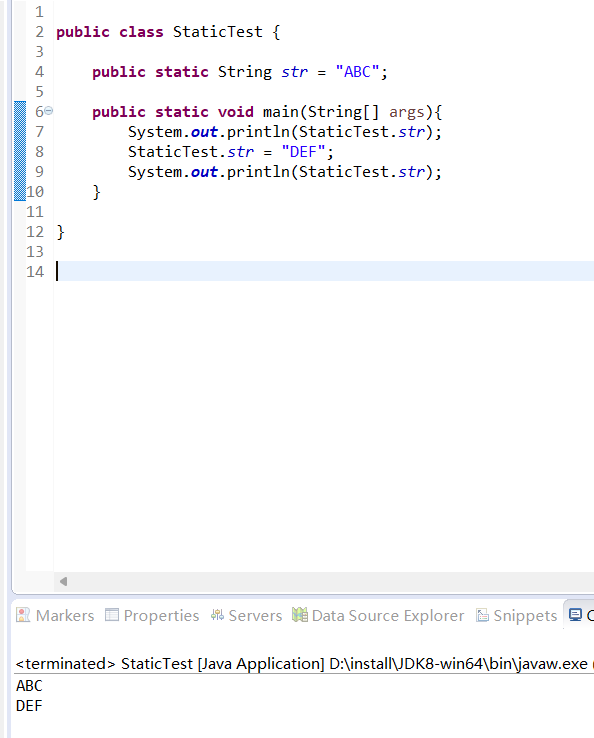 1
2 public class StaticTest {
3
4 public static String str = "ABC";
5
6 public static void main(String[] args){
7 System.out.println(StaticTest.str);
8 StaticTest.str = "DEF";
9 System.out.println(StaticTest.str);
10 }
11
12 }
13
14
Markers Properties Servers Data Source Explorer Snippets
<terminated> StaticTest [Java Application] D:\install\JDK8-win64\bin\javaw.exe (
ABC
DEF